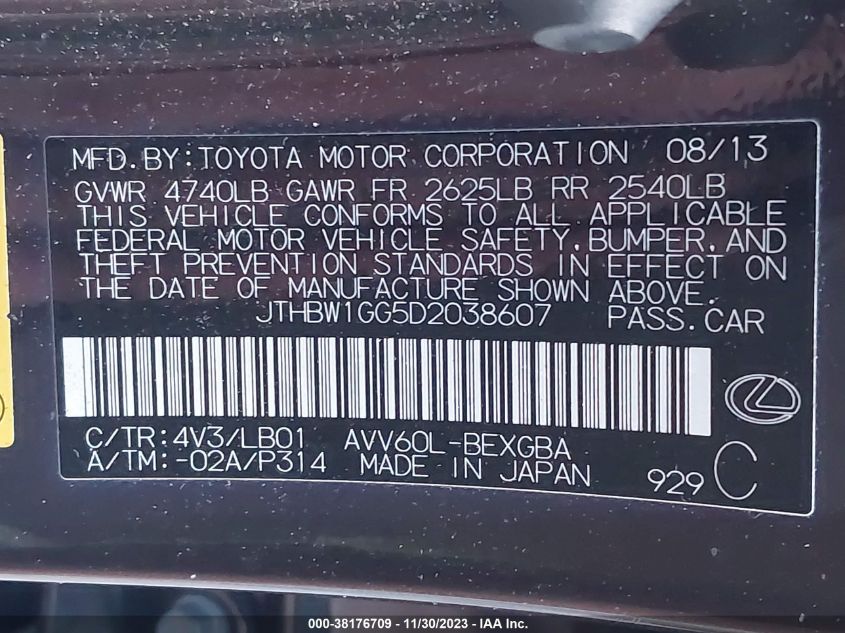 MFD.BY:TOYOTA MOTOR CORPORATION 08/13
GVWR 4740LB GAWR FR 2625LB RR 2540LB
THIS VEHICLE CONFORMS TO ALL APPLICABLE
FEDERAL MOTOR VEHICLE SAFETY,BUMPER,AND
THEFT PREVENTION STANDARDS IN EFFECT ON
THE DATE OF MANUFACTURE SHOWN ABOVE.
JTHBW1GG5D2038607 PASS.CAR
C/TR:4V3/LB01 AVV60L-BEXGBA
A/TM:-02A/P314 MADE IN JAPAN 929 C
000-38176709 - 11/30/2023 - IAA Inc.